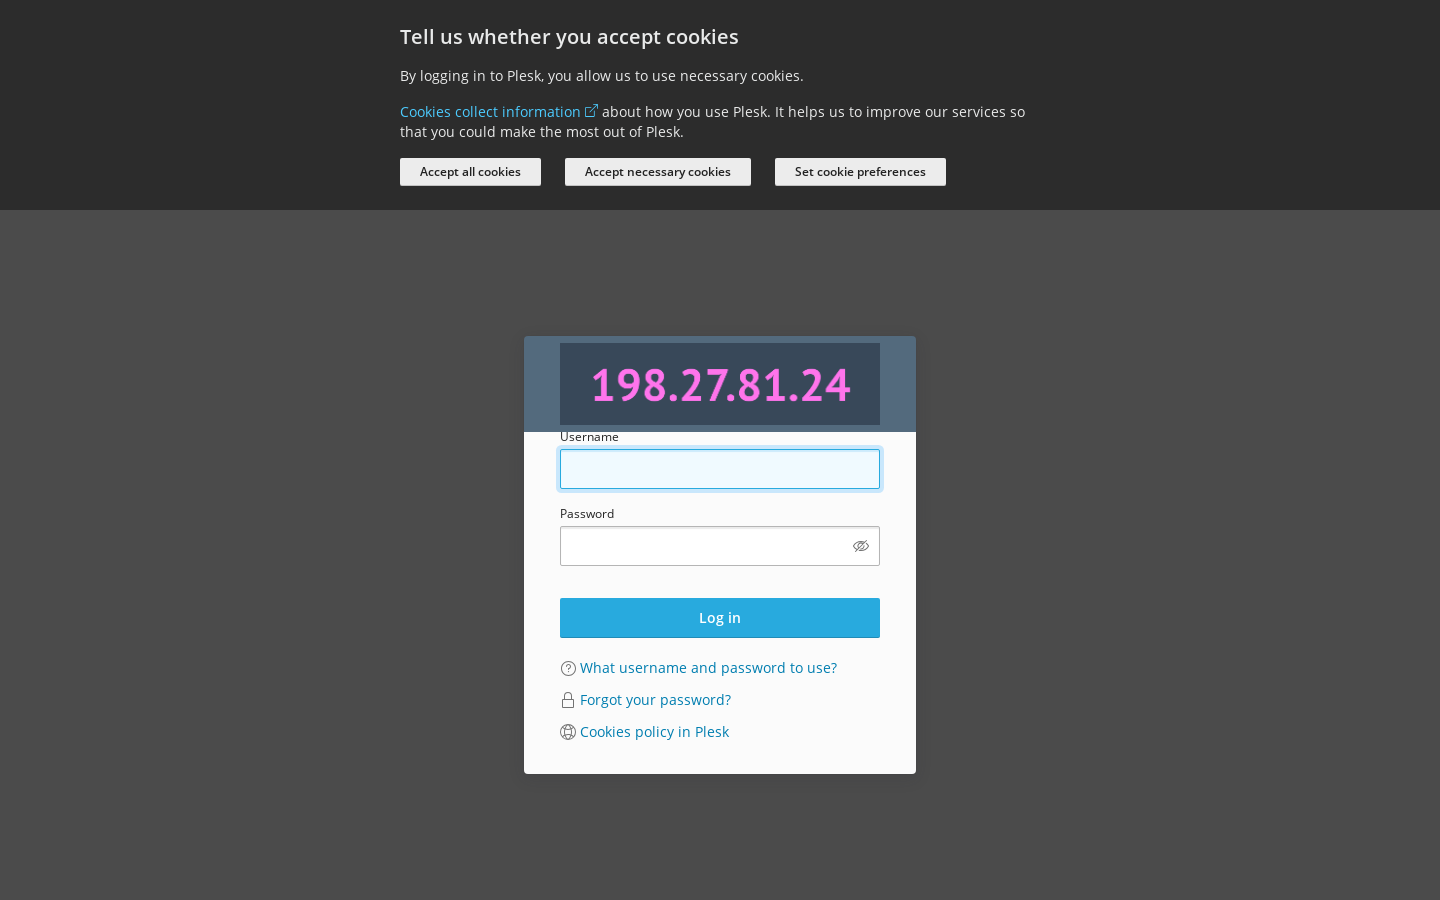 Tell us whether you accept cookies
By logging in to Plesk, you allow us to use necessary cookies.
Cookies collect information about how you use Plesk. It helps us to improve our services so
that you could make the most out of Plesk.
Accept all cookies
Accept necessary cookies
Set cookie preferences
198.27.81.24
Username
Password
Log in
What username and password to use?
Forgot your password?
Cookies policy in Plesk